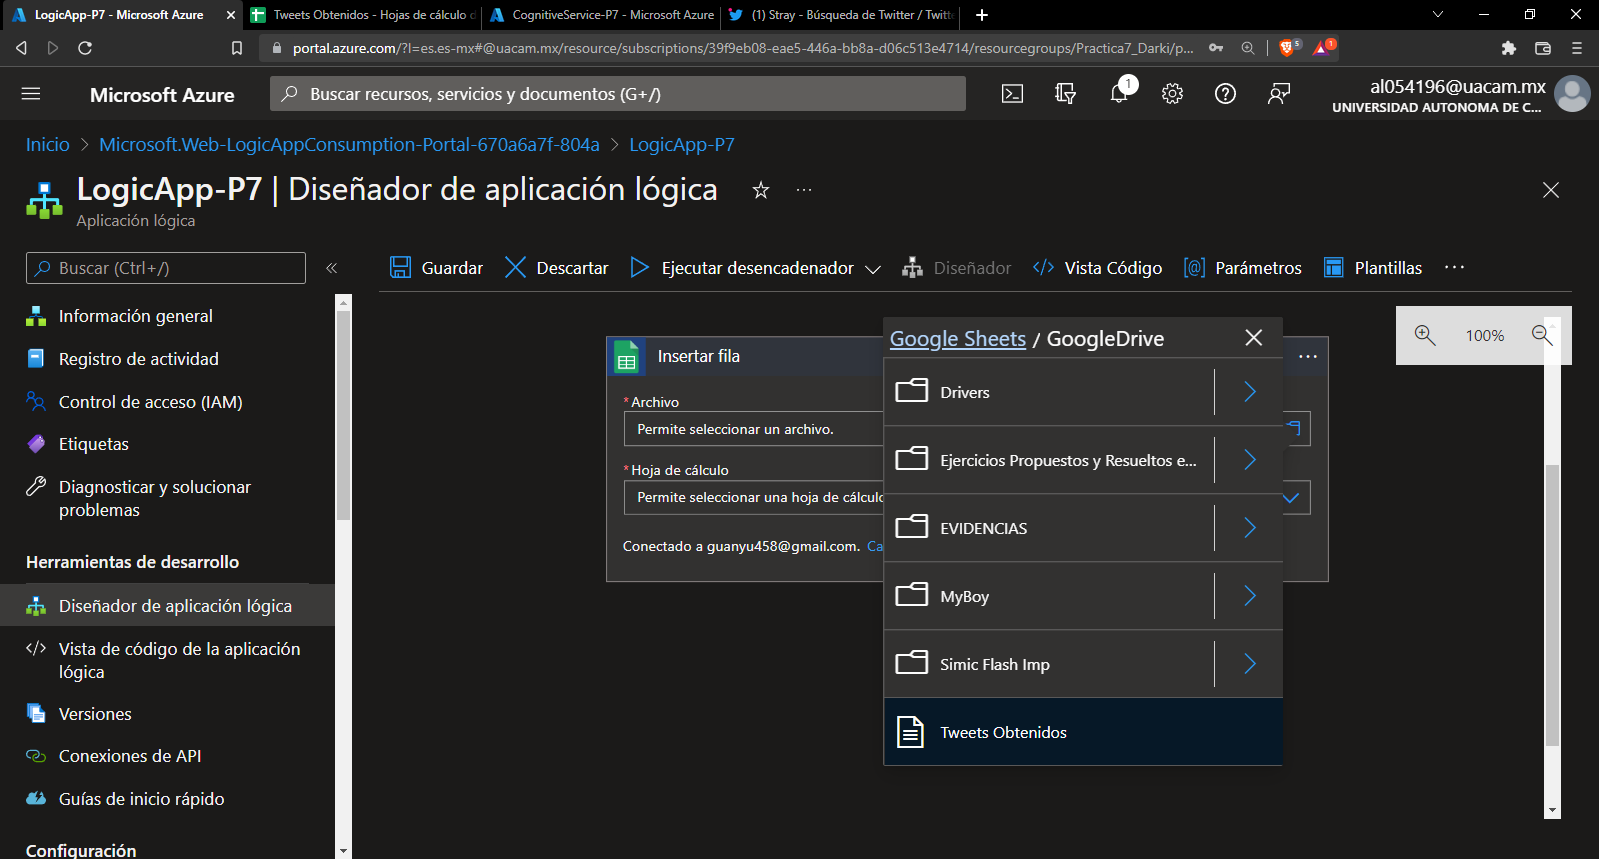 LogicApp-P7 - Microsoft Azure
Tweets Obtenidos - Hojas de cálculo d
CognitiveService-P7 - Microsoft Azure
(1) Stray - Búsqueda de Twitter / Twitt
portal.azure.com/?l=es.es-mx#@uacam.mx/resource/subscriptions/39f9eb08-eae5-446a-bb8a-d06c513e4714/resourcegroups/Practica7_Darki/p...
5
1
Microsoft Azure
Buscar recursos, servicios y documentos (G+/)
1
al054196@uacam.mx
UNIVERSIDAD AUTONOMA DE C...
Inicio > Microsoft.Web-LogicAppConsumption-Portal-670a6a7f-804a > LogicApp-P7
LogicApp-P7 | Diseñador de aplicación lógica
Aplicación lógica
Buscar (Ctrl+/)
Información general
Registro de actividad
Control de acceso (IAM)
Etiquetas
Diagnosticar y solucionar
problemas
Herramientas de desarrollo
Diseñador de aplicación lógica
Vista de código de la aplicación
lógica
Versiones
Conexiones de API
Guías de inicio rápido
Configuración
Guardar
Descartar
Ejecutar desencadenador
Diseñador
Vista Código
Parámetros
Plantillas
100%
Insertar fila
* Archivo
Permite seleccionar un archivo.
* Hoja de cálculo
Permite seleccionar una hoja de cálculo
Conectado a guanyu458@gmail.com. Ca
Google Sheets / GoogleDrive
Drivers
Ejercicios Propuestos y Resueltos e...
EVIDENCIAS
MyBoy
Simic Flash Imp
Tweets Obtenidos